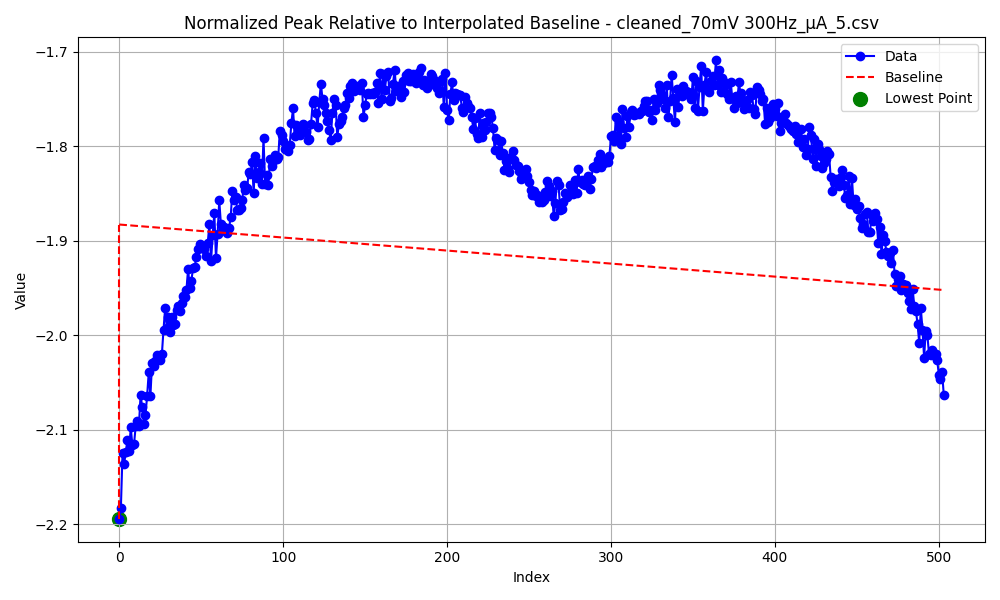 Normalized Peak Relative to Interpolated Baseline - cleaned_70mV 300Hz_μA_5.csv
Data
Baseline
Lowest Point
−1.7
−1.8
−1.9
−2.0
−2.1
−2.2
Value
0
100
200
300
400
500
Index